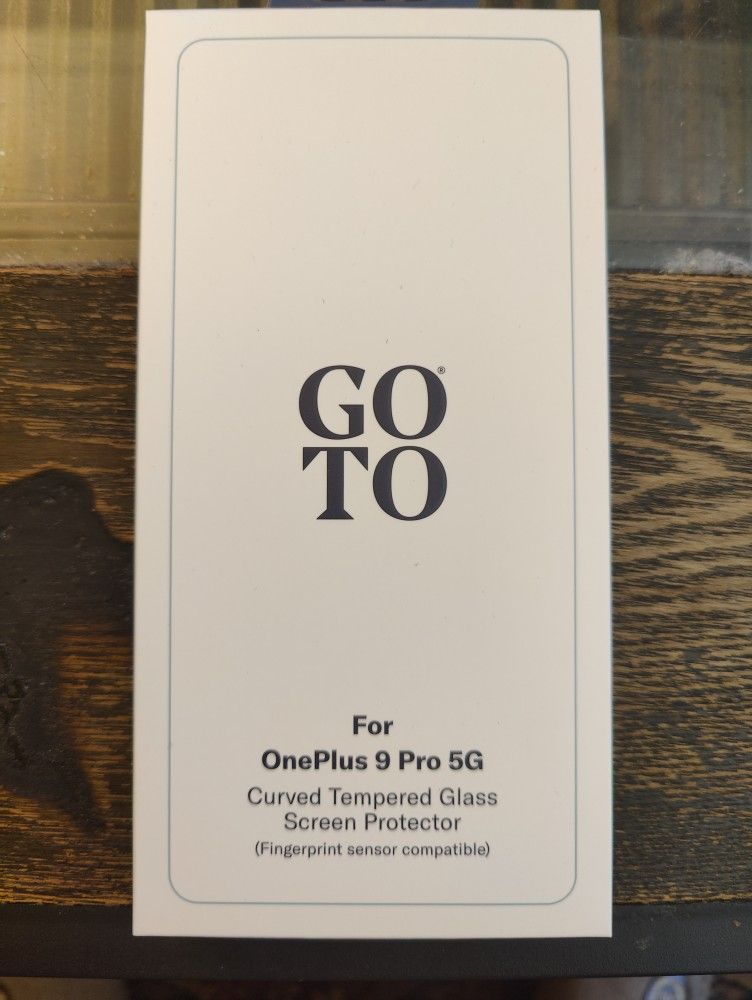 GO®
TO
For
OnePlus 9 Pro 5G
Curved Tempered Glass
Screen Protector
(Fingerprint sensor compatible)